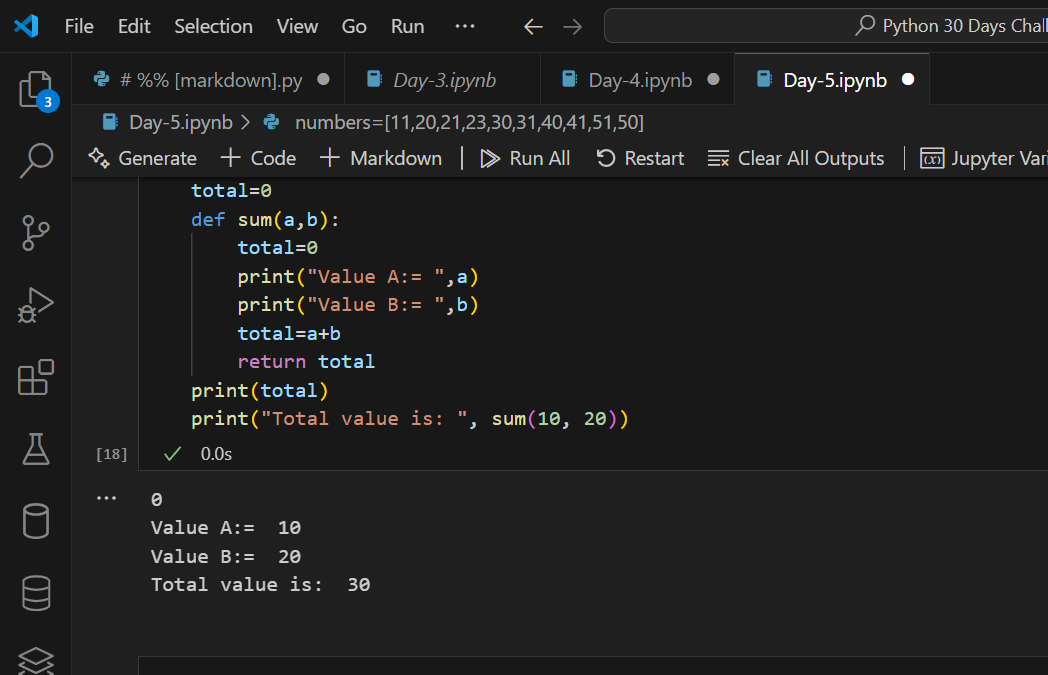 File Edit Selection View Go Run ... Python 30 Days Chall
3
# %% [markdown].py Day-3.ipynb Day-4.ipynb Day-5.ipynb
Day-5.ipynb > numbers=[11,20,21,23,30,31,40,41,51,50]
Generate + Code + Markdown | Run All Restart Clear All Outputs | Jupyter Vari
total=0
def sum(a,b):
    total=0
    print("Value A:= ",a)
    print("Value B:= ",b)
    total=a+b
    return total
print(total)
print("Total value is: ", sum(10, 20))
[18] ✓ 0.0s
... 0
Value A:=  10
Value B:=  20
Total value is:  30